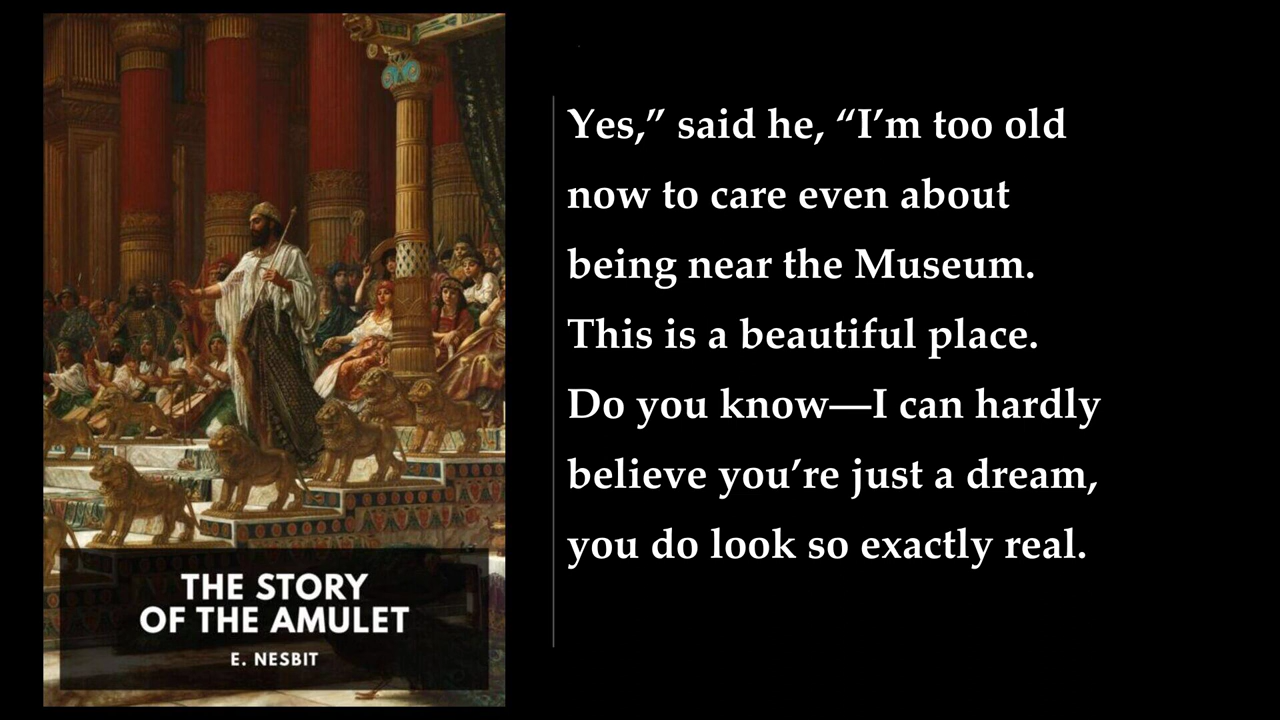 Yes,” said he, “I’m too old
now to care even about
being near the Museum.
This is a beautiful place.
Do you know—I can hardly
believe you’re just a dream,
you do look so exactly real.
THE STORY
OF THE AMULET
E. NESBIT